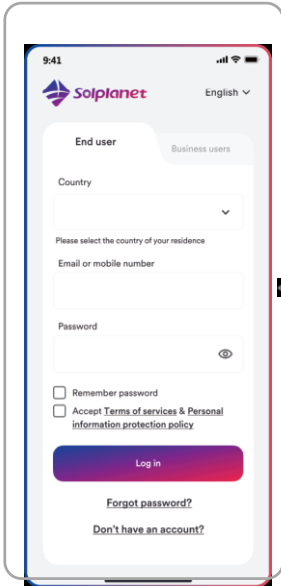 9:41
Solplanet
English
End user
Business users
Country
Please select the country of your residence
Email or mobile number
Password
Remember password
Accept Terms of services & Personal
information protection policy
Log in
Forgot password?
Don't have an account?